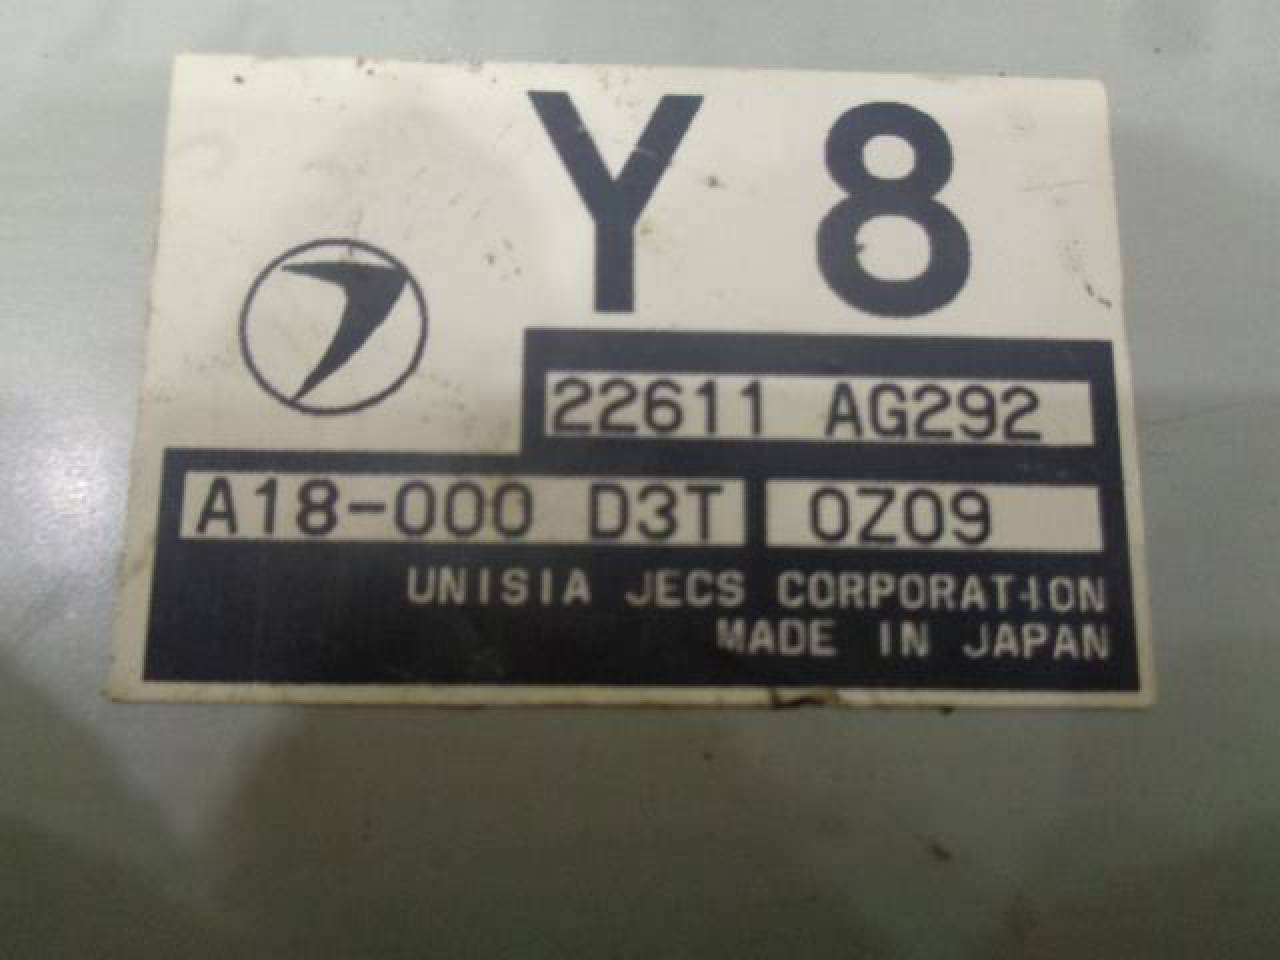 Y 8
22611 AG292
A18-000 D3T 0Z09
UNISIA JECS CORPORATION
MADE IN JAPAN